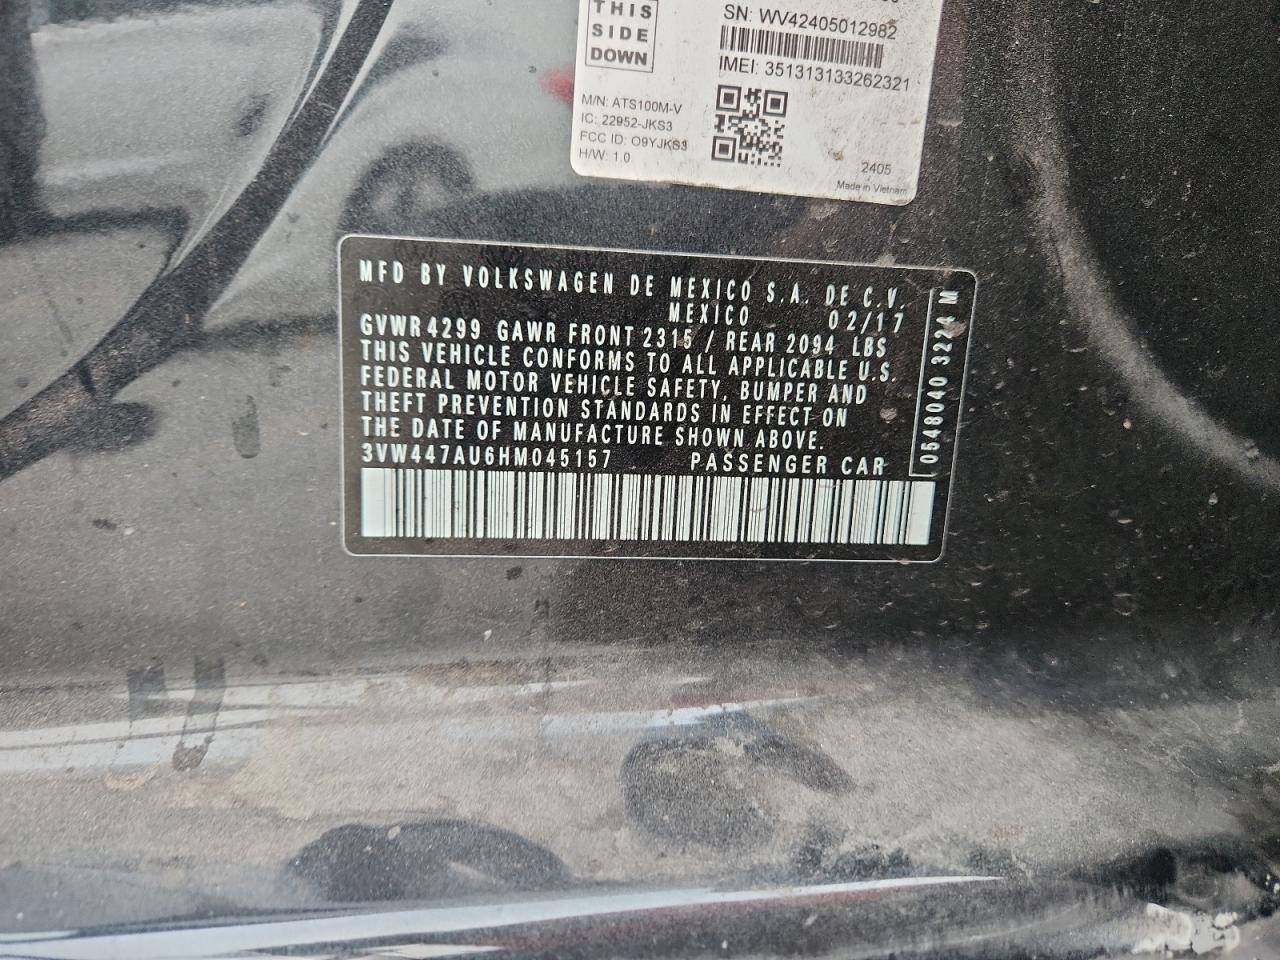 THIS
SIDE
DOWN
SN: WV42405012982
IMEI: 351313133262321
M/N: ATS100M-V
IC: 22952-JKS3
FCC ID: O9YJKS3
H/W: 1.0
2405
Made in Vietnam
MFD BY VOLKSWAGEN DE MEXICO S.A. DE C.V.
MEXICO 02/17
GVWR 4299 GAWR FRONT 2315 / REAR 2094 LBS
THIS VEHICLE CONFORMS TO ALL APPLICABLE U.S.
FEDERAL MOTOR VEHICLE SAFETY, BUMPER AND
THEFT PREVENTION STANDARDS IN EFFECT ON
THE DATE OF MANUFACTURE SHOWN ABOVE.
3VW447AU6HM045157 PASSENGER CAR
0548040 3224 M